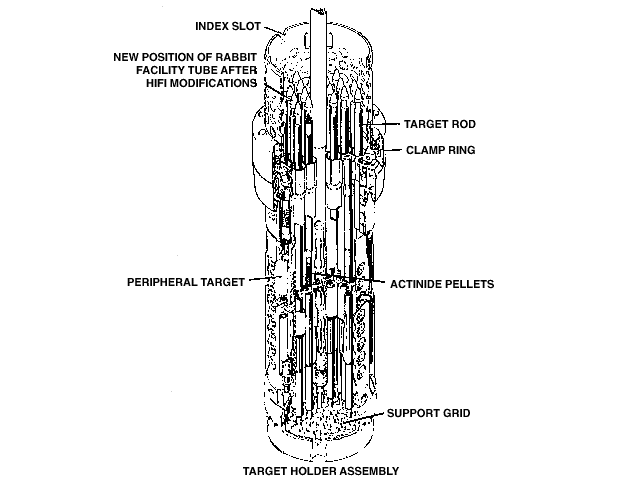 INDEX SLOT
NEW POSITION OF RABBIT
FACILITY TUBE AFTER
HIFI MODIFICATIONS
TARGET ROD
CLAMP RING
PERIPHERAL TARGET
ACTINIDE PELLETS
SUPPORT GRID
TARGET HOLDER ASSEMBLY